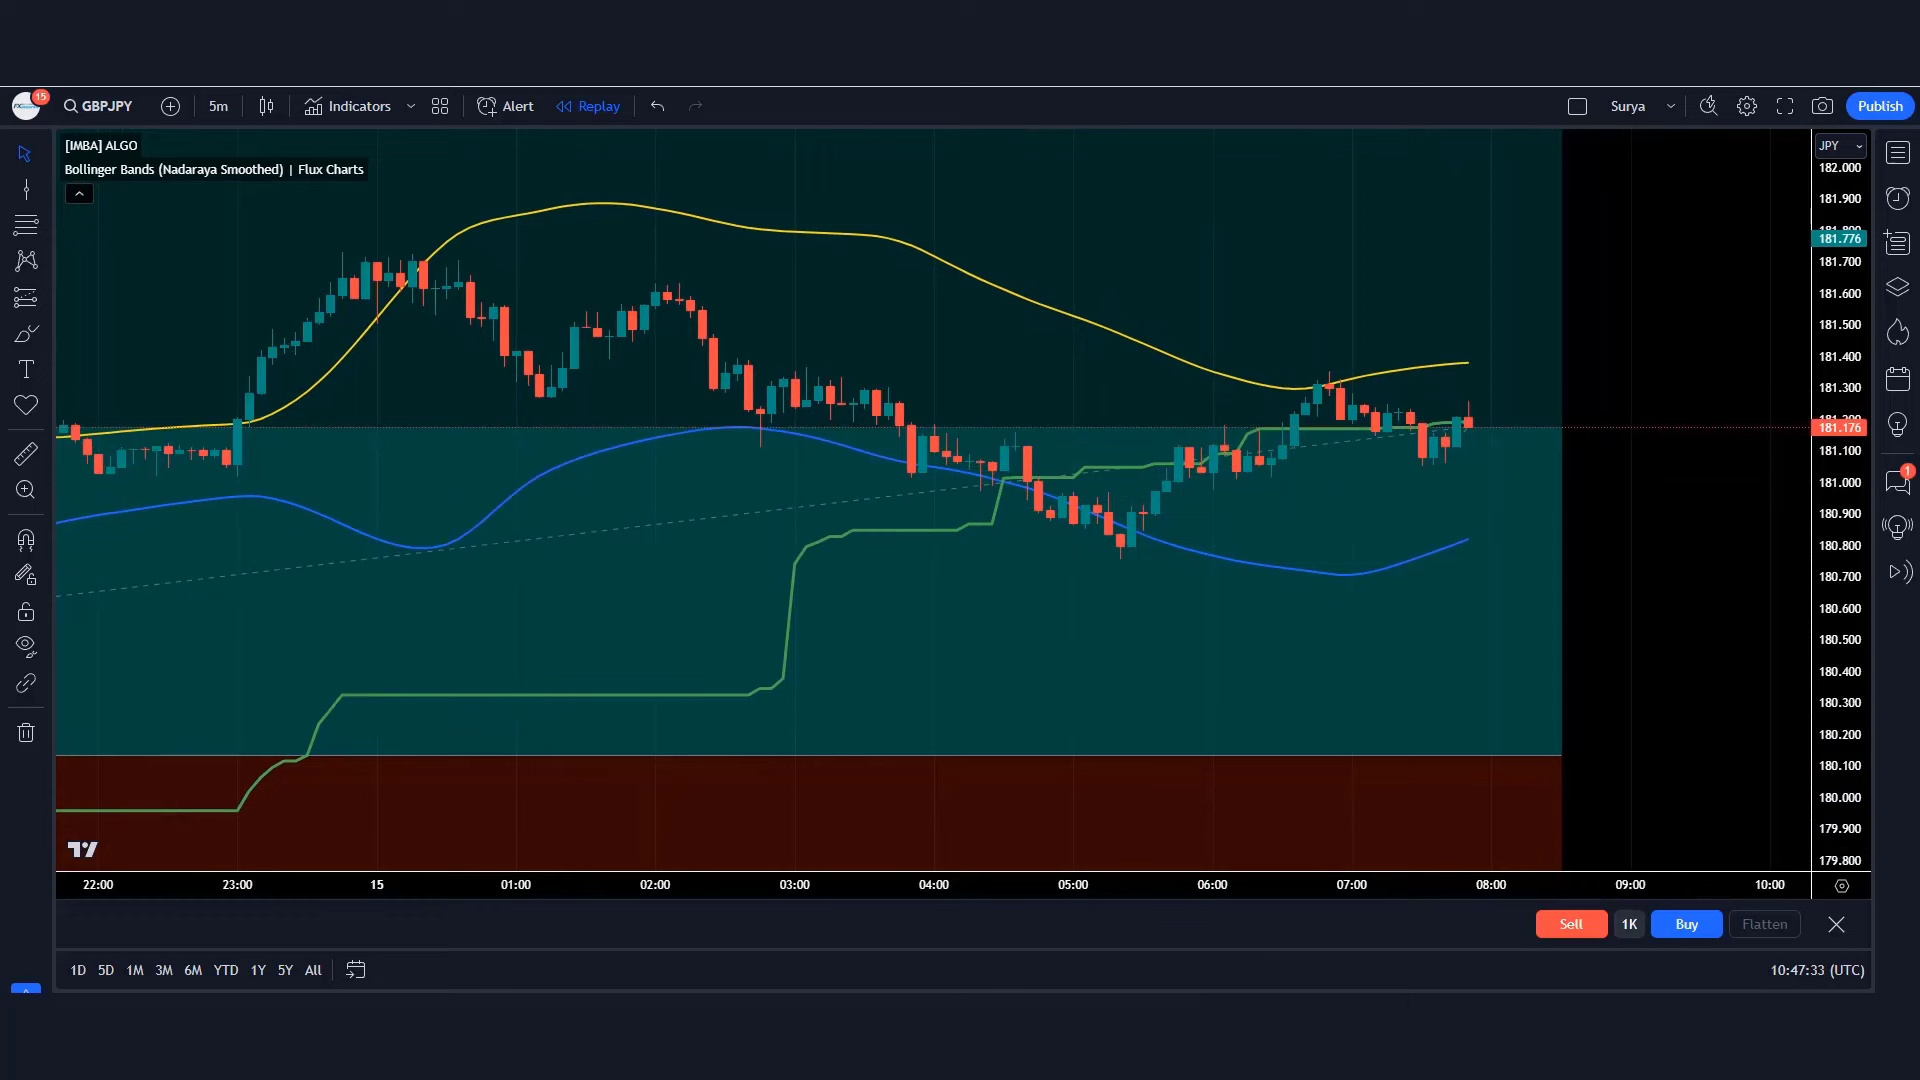 15
GBPJPY
5m
Indicators
Alert
Replay
Surya
Publish
[IMBA] ALGO
Bollinger Bands (Nadaraya Smoothed) | Flux Charts
JPY
182.000
181.900
181.776
181.700
181.600
181.500
181.400
181.300
181.176
181.100
181.000
180.900
180.800
180.700
180.600
180.500
180.400
180.300
180.200
180.100
180.000
179.900
179.800
1
22:00 23:00 15 01:00 02:00 03:00 04:00 05:00 06:00 07:00 08:00 09:00 10:00
Sell 1K Buy Flatten
1D 5D 1M 3M 6M YTD 1Y 5Y All
10:47:33 (UTC)